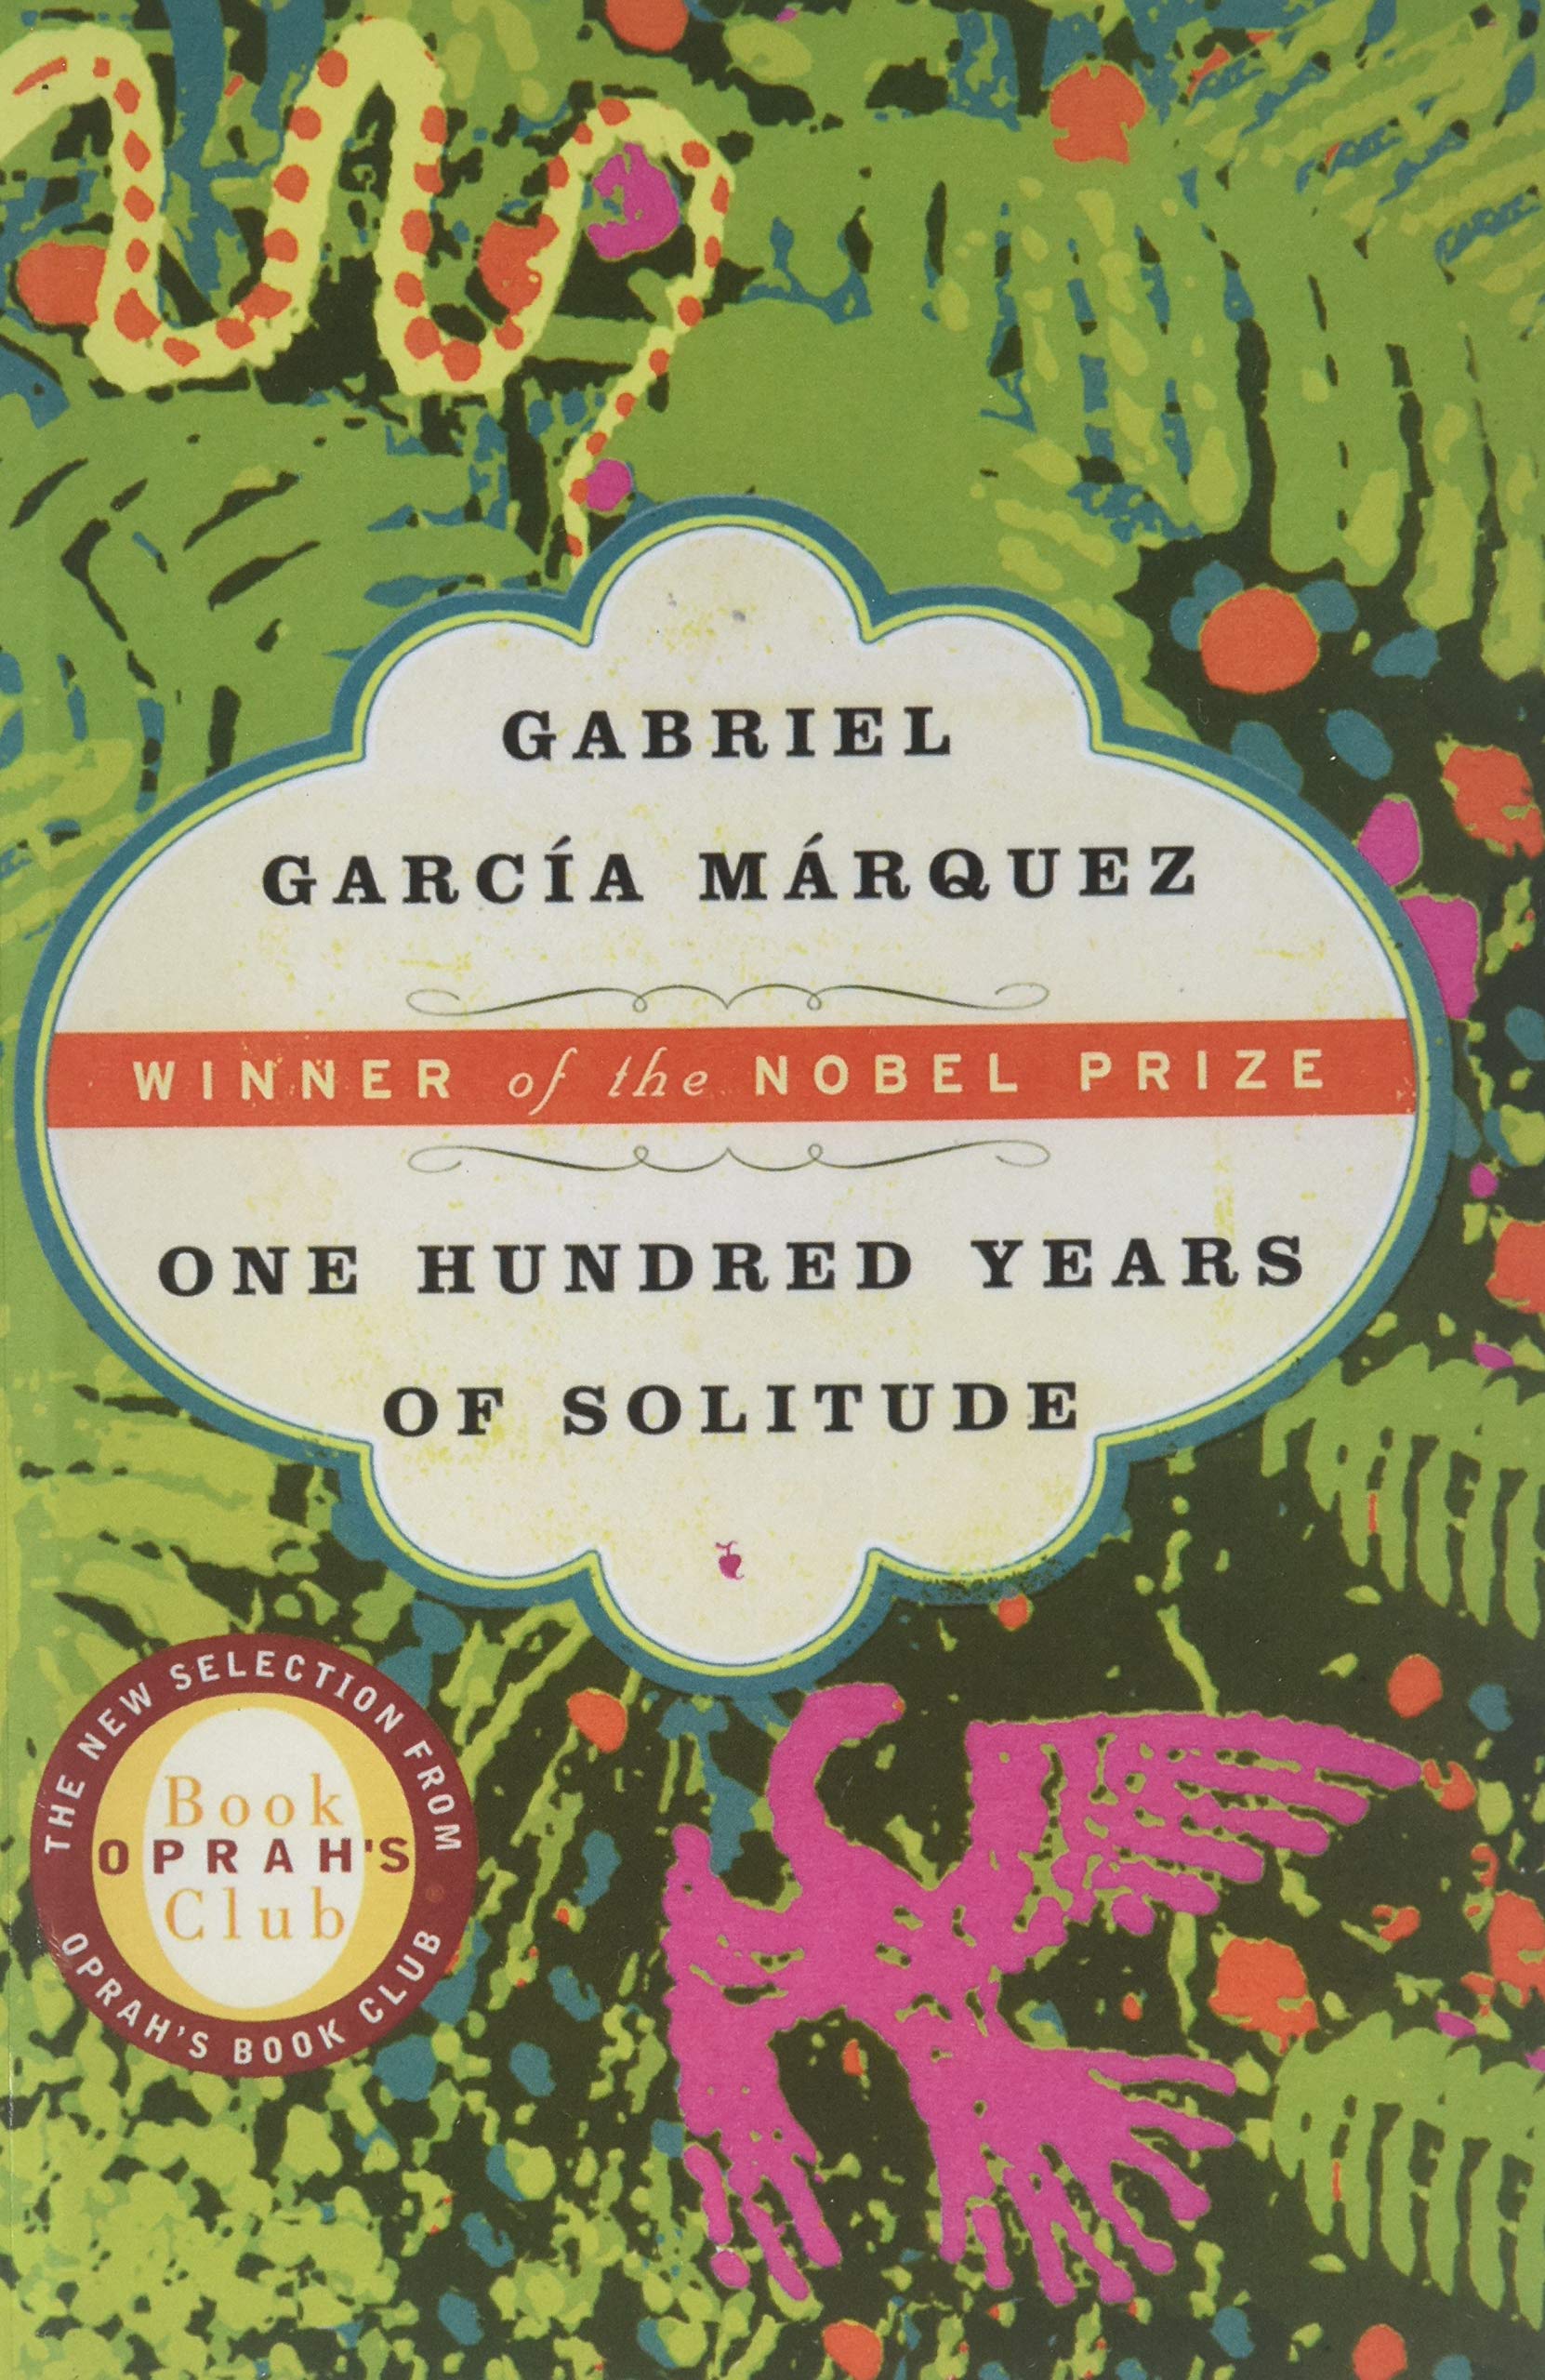 GABRIEL
GARCÍA MÁRQUEZ
WINNER of the NOBEL PRIZE
ONE HUNDRED YEARS
OF SOLITUDE
THE NEW SELECTION FROM
Book
OPRAH'S
Club
OPRAH'S BOOK CLUB